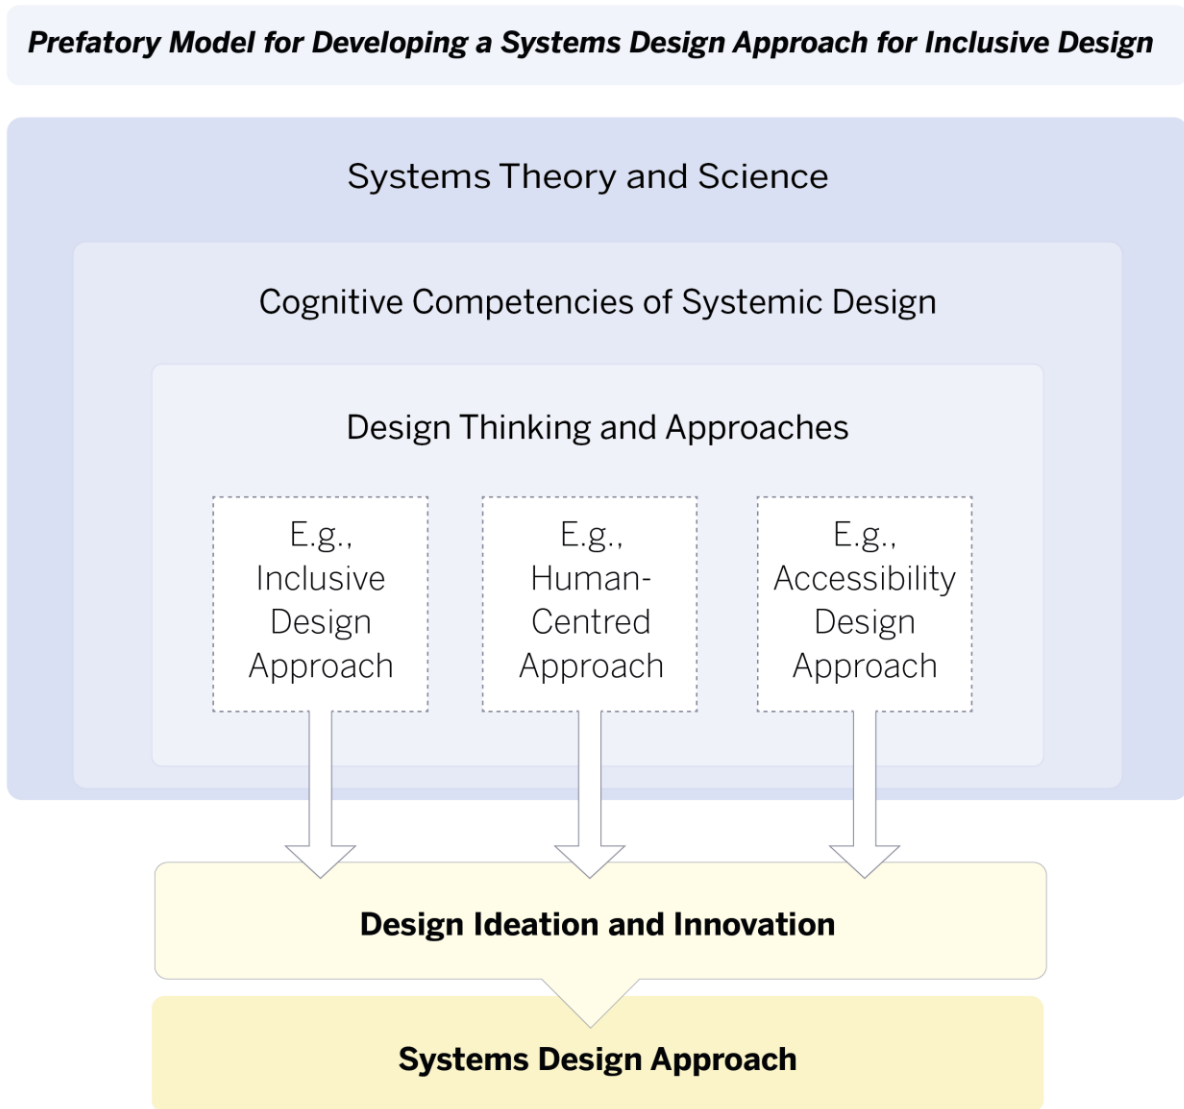 Prefatory Model for Developing a Systems Design Approach for Inclusive Design
Systems Theory and Science
Cognitive Competencies of Systemic Design
Design Thinking and Approaches
E.g.,
Inclusive
Design
Approach
E.g.,
Human-
Centred
Approach
E.g.,
Accessibility
Design
Approach
Design Ideation and Innovation
Systems Design Approach